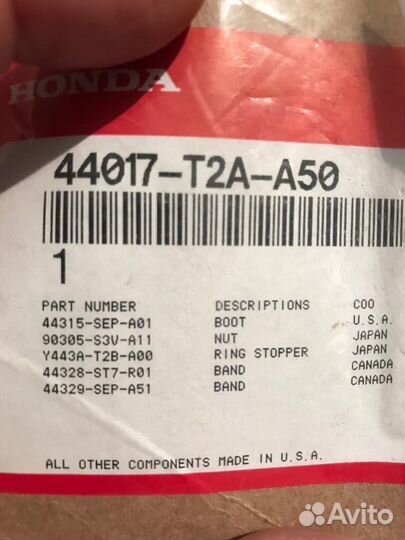 HONDA
44017-T2A-A50
1
PART NUMBER DESCRIPTIONS COO
44315-SEP-A01 BOOT U.S.A.
90305-S3V-A11 NUT JAPAN
Y443A-T2B-A00 RING STOPPER JAPAN
44328-ST7-R01 BAND CANADA
44329-SEP-A51 BAND CANADA
ALL OTHER COMPONENTS MADE IN U.S.A.
Avito